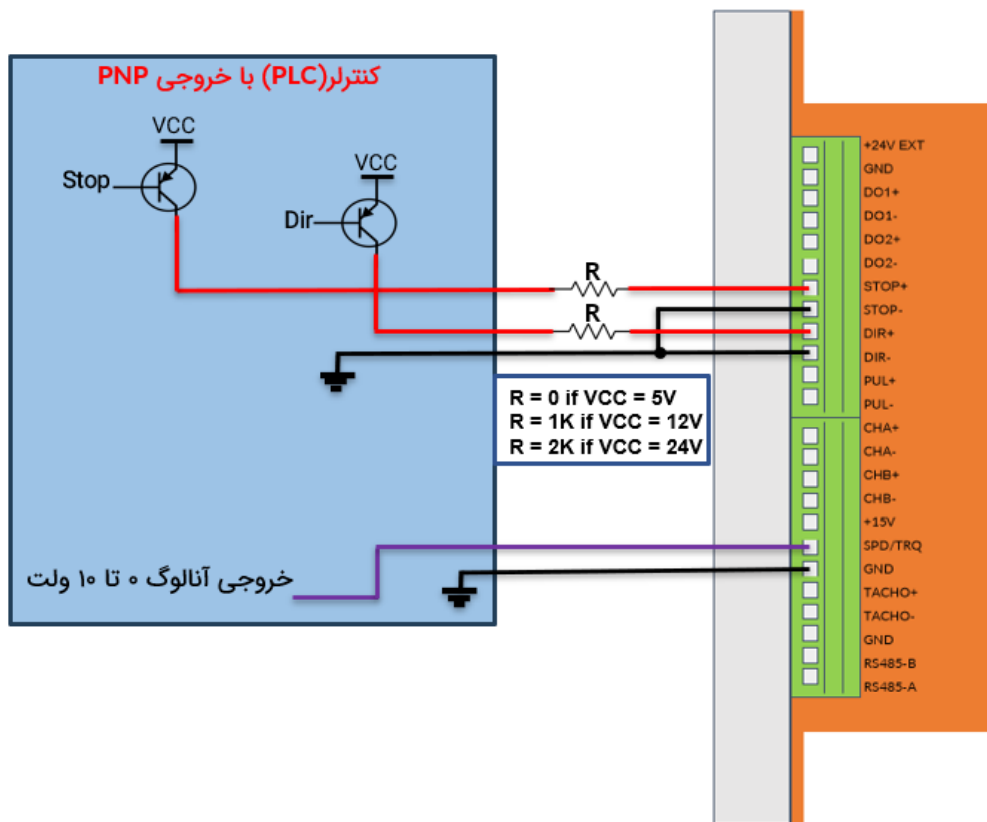 کنترلر(PLC) با خروجی PNP
VCC
Stop
VCC
Dir
R
R
R = 0 if VCC = 5V
R = 1K if VCC = 12V
R = 2K if VCC = 24V
خروجی آنالوگ ۰ تا ۱۰ ولت
+24V EXT
GND
DO1+
DO1-
DO2+
DO2-
STOP+
STOP-
DIR+
DIR-
PUL+
PUL-
CHA+
CHA-
CHB+
CHB-
+15V
SPD/TRQ
GND
TACHO+
TACHO-
GND
RS485-B
RS485-A